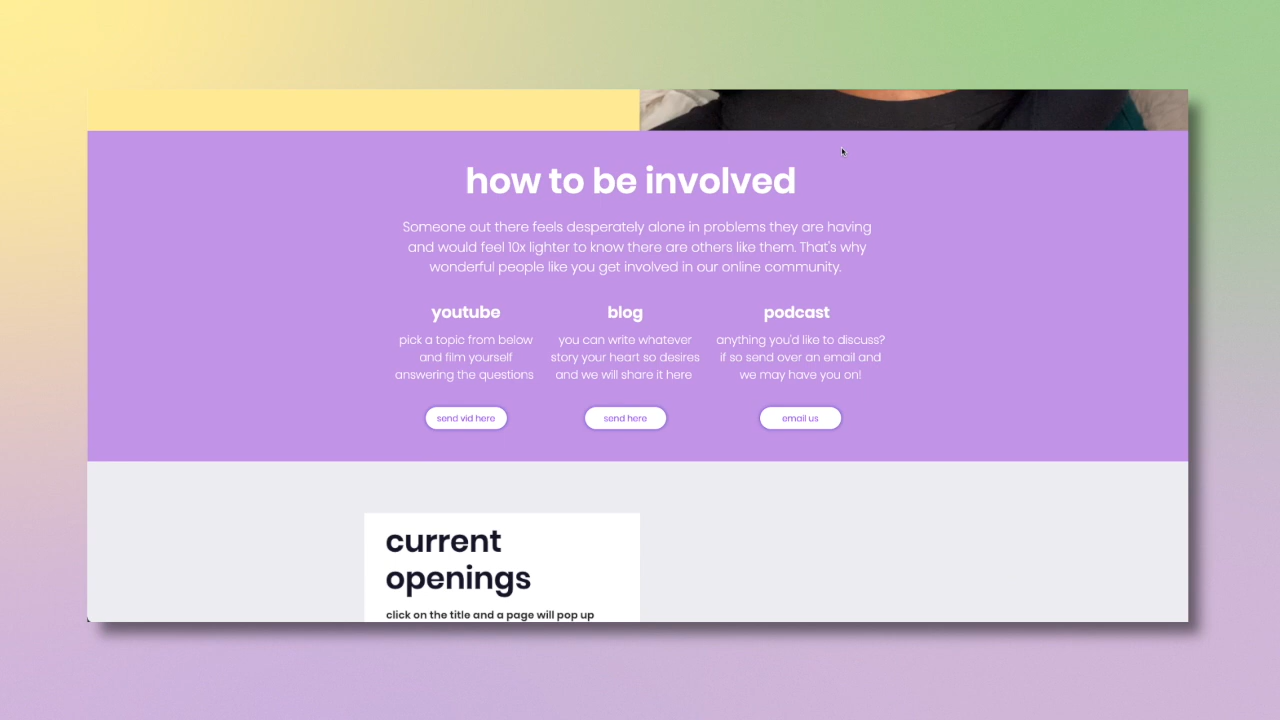 how to be involved
Someone out there feels desperately alone in problems they are having
and would feel 10x lighter to know there are others like them. That's why
wonderful people like you get involved in our online community.
youtube
pick a topic from below
and film yourself
answering the questions
send vid here
blog
you can write whatever
story your heart so desires
and we will share it here
send here
podcast
anything you'd like to discuss?
if so send over an email and
we may have you on!
email us
current
openings
click on the title and a page will pop up